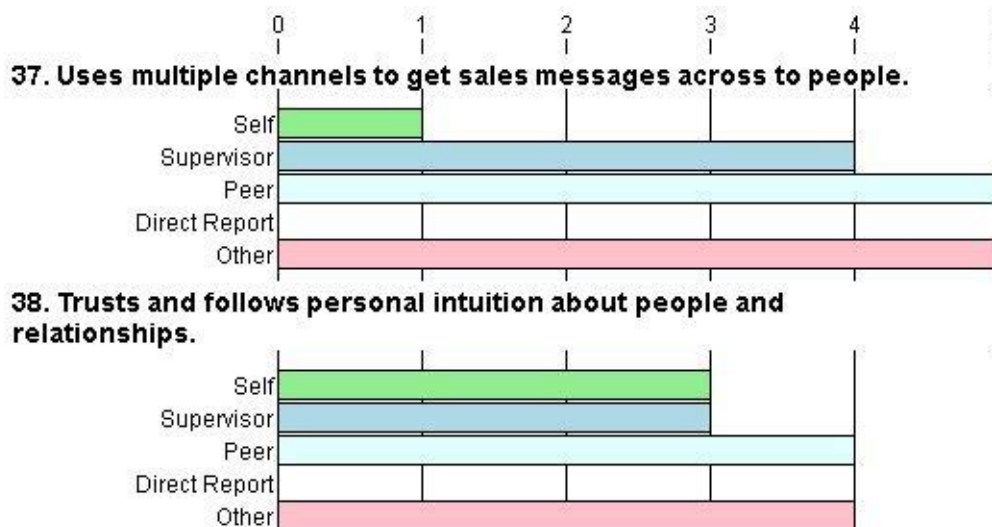 0 1 2 3 4
37. Uses multiple channels to get sales messages across to people.
Self
Supervisor
Peer
Direct Report
Other
38. Trusts and follows personal intuition about people and
relationships.
Self
Supervisor
Peer
Direct Report
Other